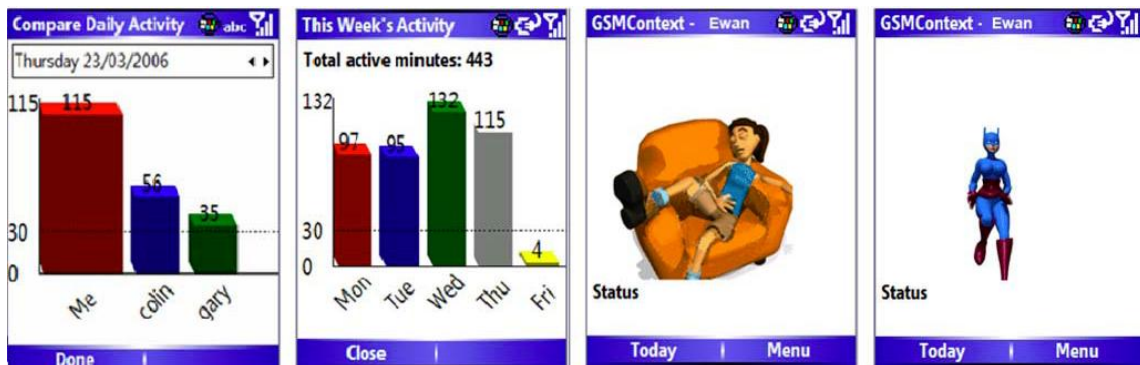 Compare Daily Activity abc
Thursday 23/03/2006
115
115
56
35
30
0
Me colin gary
Done
This Week's Activity
Total active minutes: 443
132
132
115
97
95
30
4
0
Mon Tue Wed Thu Fri
Close
GSMContext - Ewan
Status
Today Menu
GSMContext - Ewan
Status
Today Menu